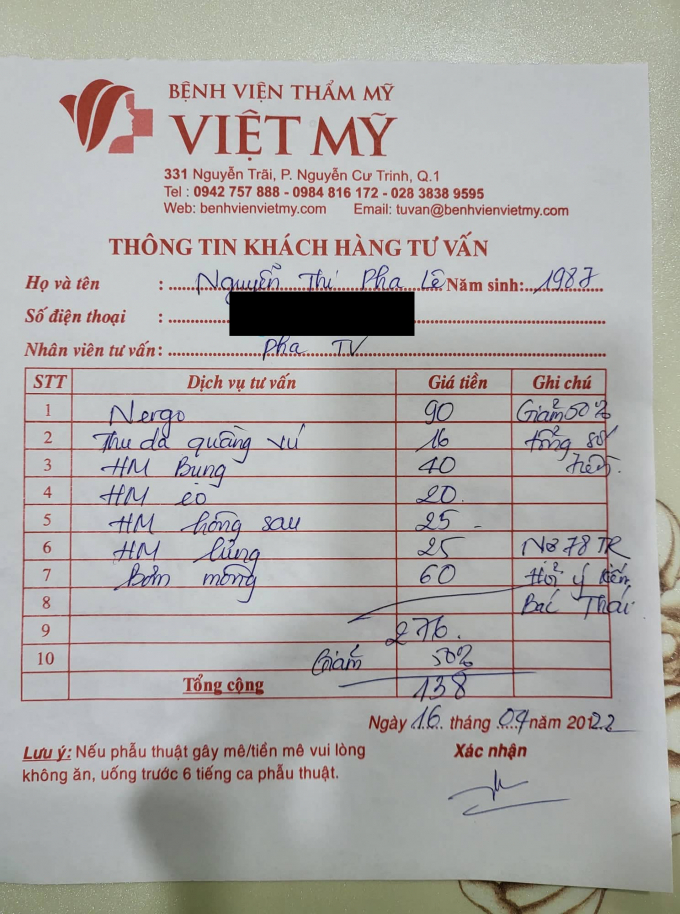 BỆNH VIỆN THẨM MỸ
VIỆT MỸ
331 Nguyễn Trãi, P. Nguyễn Cư Trinh, Q.1
Tel : 0942 757 888 - 0984 816 172 - 028 3838 9595
Web: benhvienvietmy.com Email: tuvan@benhvienvietmy.com
THÔNG TIN KHÁCH HÀNG TƯ VẤN
Họ và tên : Nguyễn Thị Pha Lê Năm sinh: 1987
Số điện thoại :
Nhân viên tư vấn: Pha TV
STT Dịch vụ tư vấn Giá tiền Ghi chú
1 Nergo 90 Giảm 50%
2 Thu da quầng vú 16 tổng số
3 HM Bụng 40 trên.
4 HM eo 20.
5 HM hông sau 25 -
6 HM lưng 25 Nợ 78 TR
7 Bơm mông 60 Hỏi ý kiến
8 Bác Thái
9 276.
10 Giảm 50%
Tổng cộng 138
Ngày 16 tháng 04 năm 2022
Lưu ý: Nếu phẫu thuật gây mê/tiền mê vui lòng
không ăn, uống trước 6 tiếng ca phẫu thuật.
Xác nhận